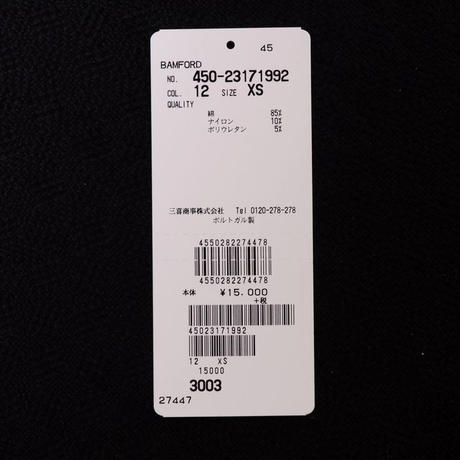 45
BAMFORD
NO. 450-23171992
COL. 12 SIZE XS
QUALITY
綿 85%
ナイロン 10%
ポリウレタン 5%
三喜商事株式会社 Tel 0120-278-278
ポルトガル製
4550282274478
4550282274478
本体 ¥15,000
+税
45023171992
12 XS
15000
3003
27447